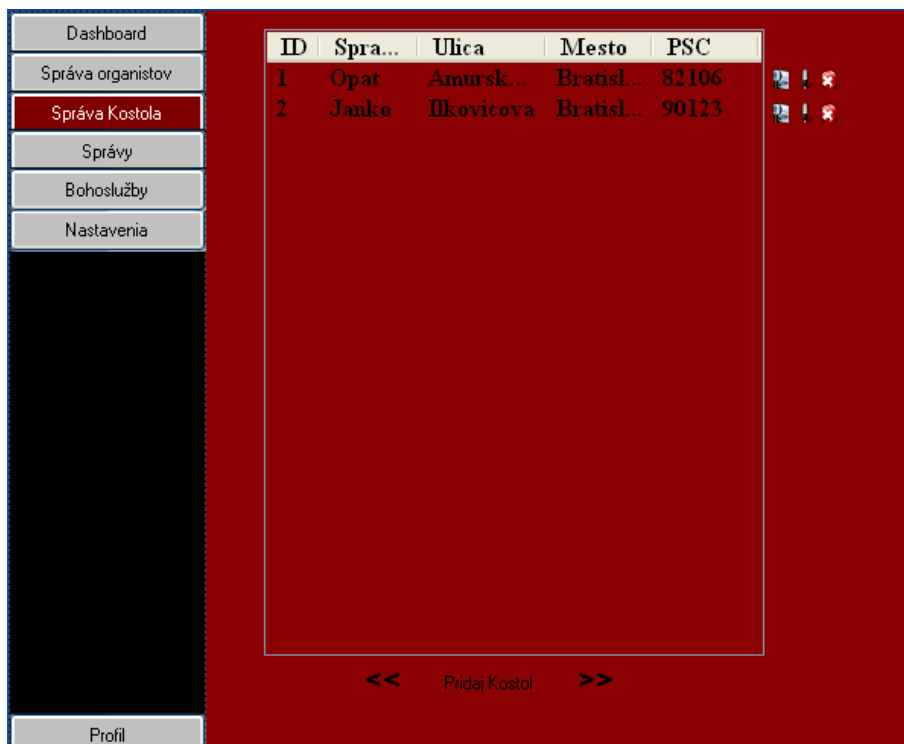 Dashboard
Správa organistov
Správa Kostola
Správy
Bohoslužby
Nastavenia
Profil
ID Spra... Ulica Mesto PSC
1 Opat Amursk... Bratisl... 82106
2 Janko Ilkovicova Bratisl... 90123
<< Pridaj Kostol >>